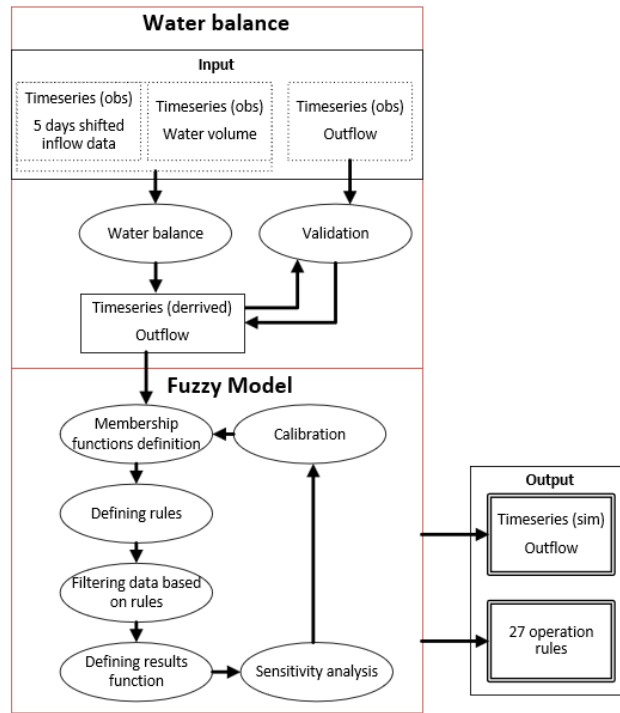 Water balance
Input
Timeseries (obs)
5 days shifted
inflow data
Timeseries (obs)
Water volume
Timeseries (obs)
Outflow
Water balance
Validation
Timeseries (derrived)
Outflow
Fuzzy Model
Membership
functions definition
Calibration
Defining rules
Filtering data based
on rules
Defining results
function
Sensitivity analysis
Output
Timeseries (sim)
Outflow
27 operation
rules